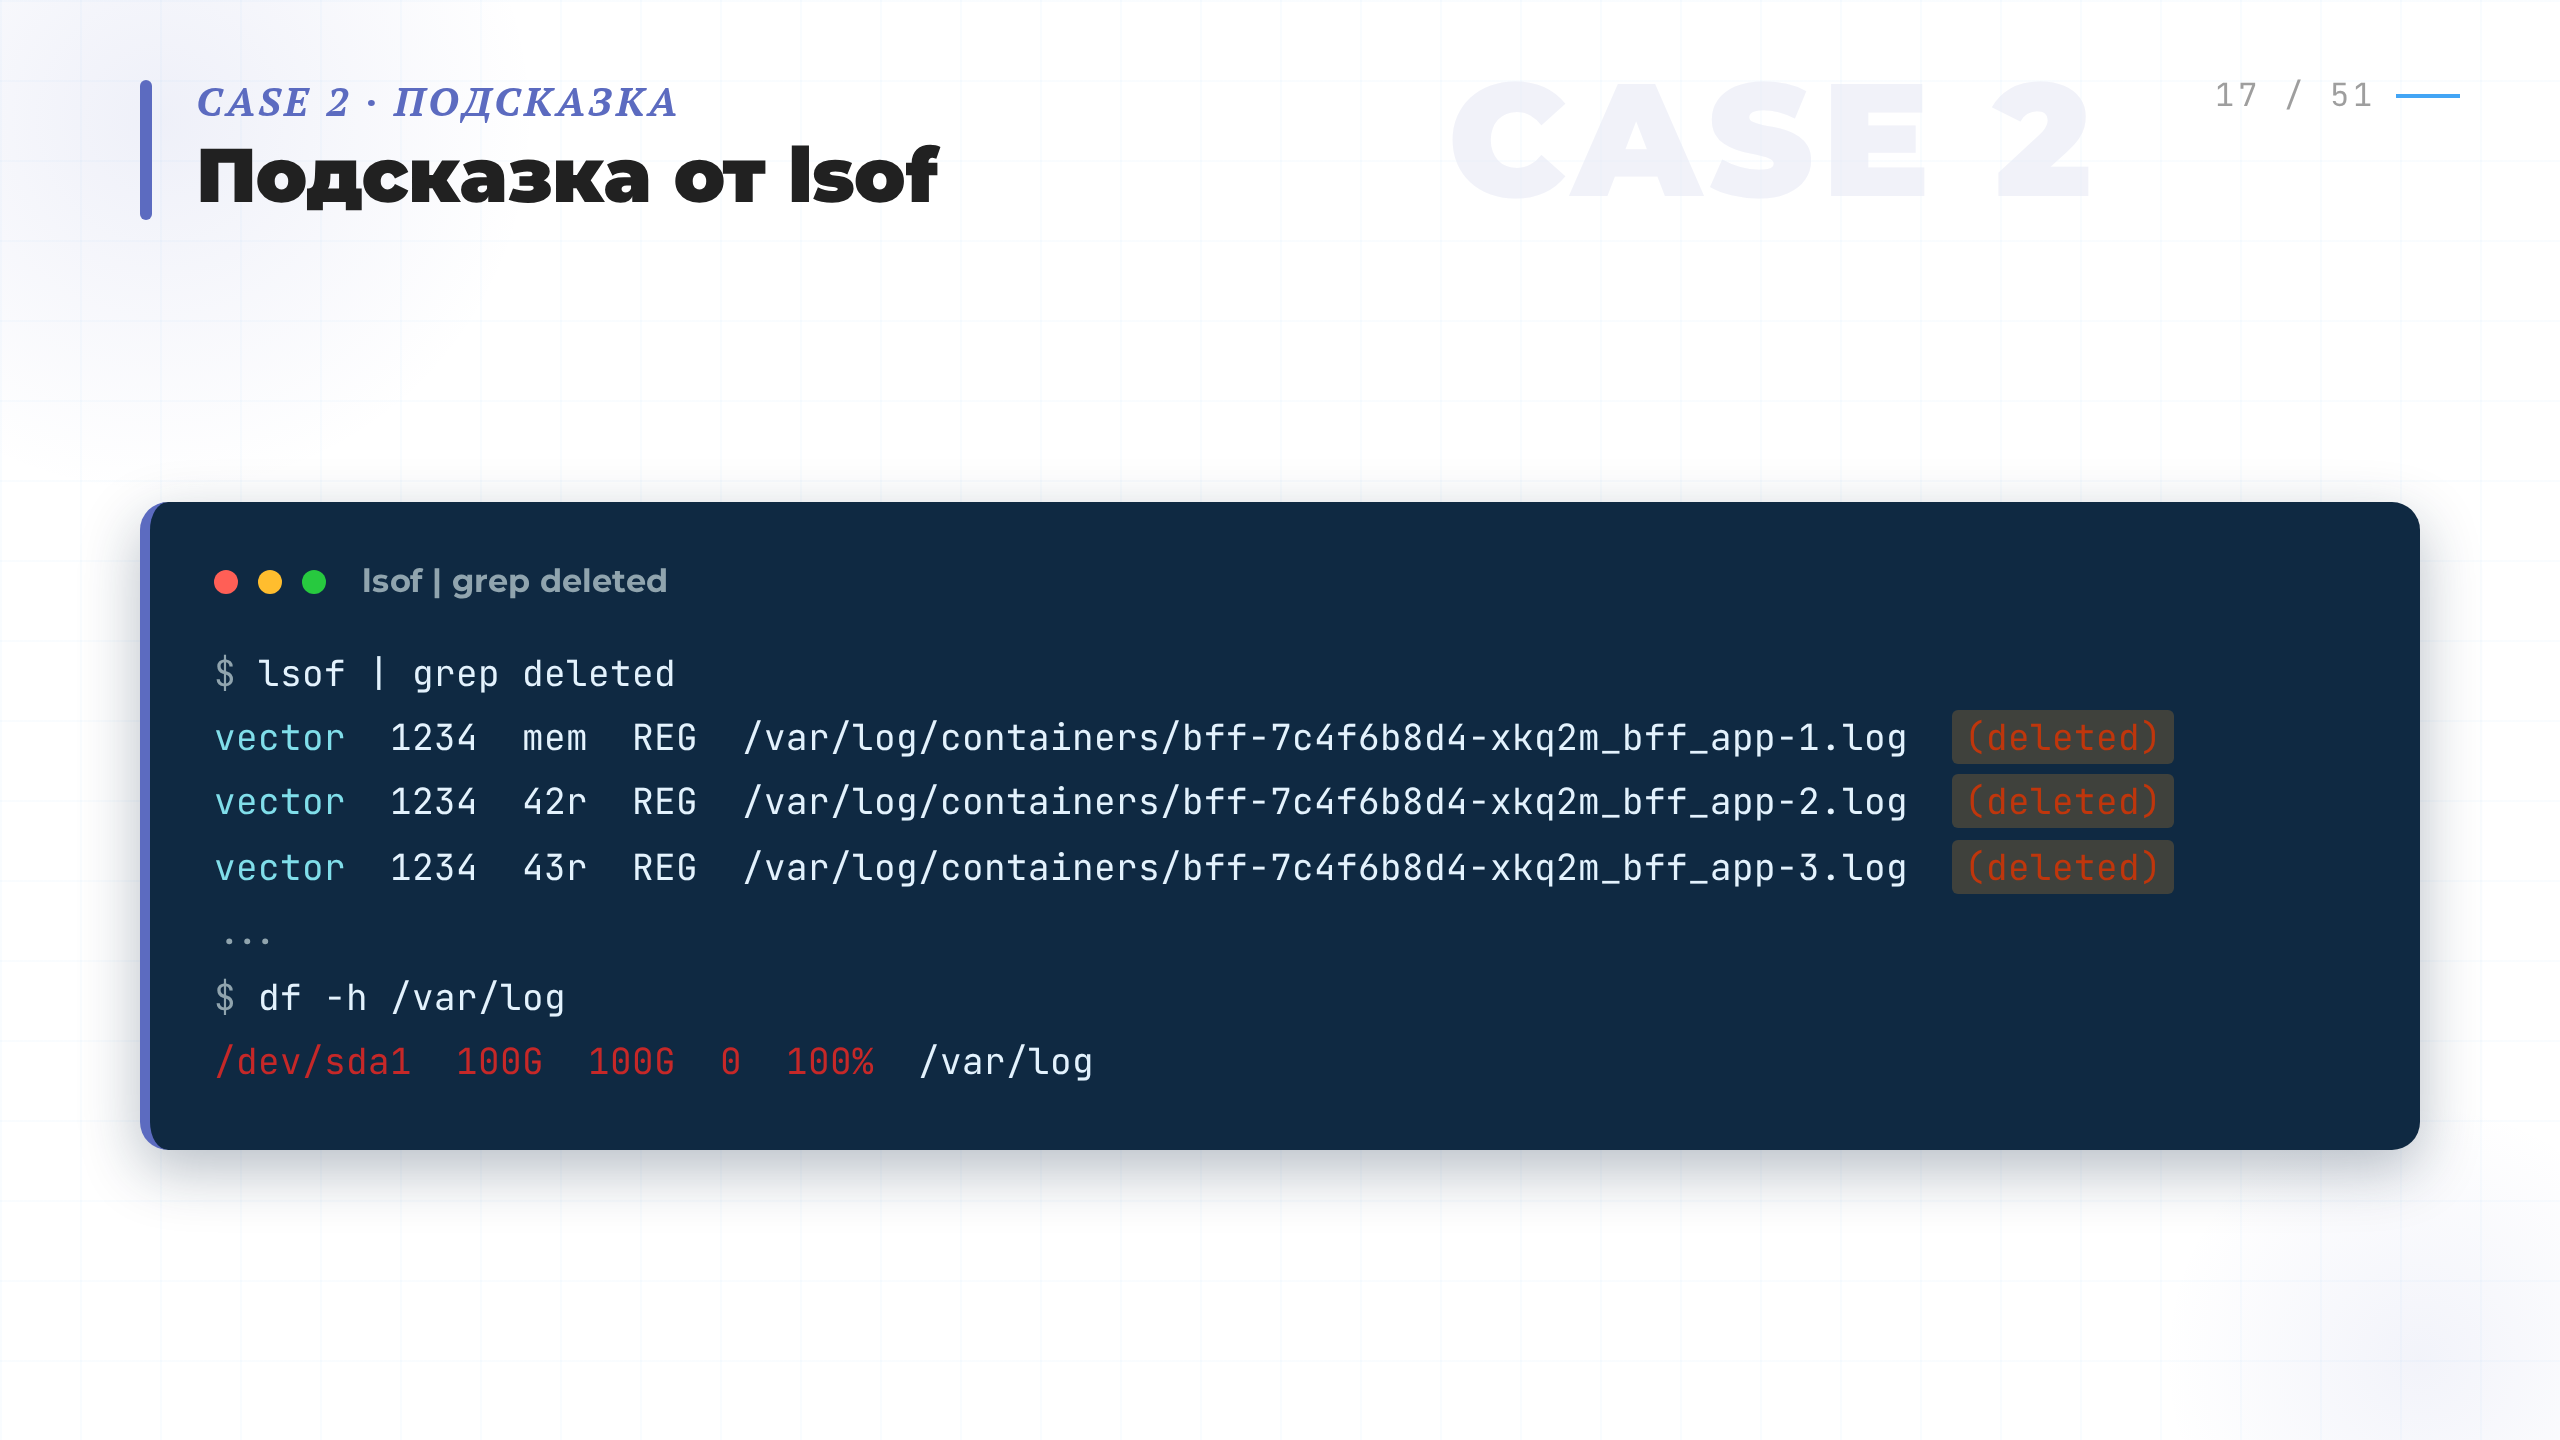 CASE 2 · ПОДСКАЗКА
Подсказка от lsof
CASE 2
17 / 51
lsof | grep deleted
$ lsof | grep deleted
vector  1234  mem  REG  /var/log/containers/bff-7c4f6b8d4-xkq2m_bff_app-1.log  (deleted)
vector  1234  42r  REG  /var/log/containers/bff-7c4f6b8d4-xkq2m_bff_app-2.log  (deleted)
vector  1234  43r  REG  /var/log/containers/bff-7c4f6b8d4-xkq2m_bff_app-3.log  (deleted)
...
$ df -h /var/log
/dev/sda1  100G  100G  0  100%  /var/log